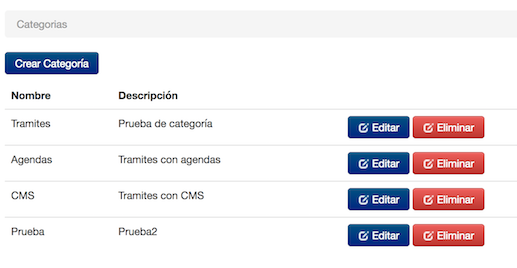 Categorias
Crear Categoría
Nombre Descripción
Tramites Prueba de categoría Editar Eliminar
Agendas Tramites con agendas Editar Eliminar
CMS Tramites con CMS Editar Eliminar
Prueba Prueba2 Editar Eliminar